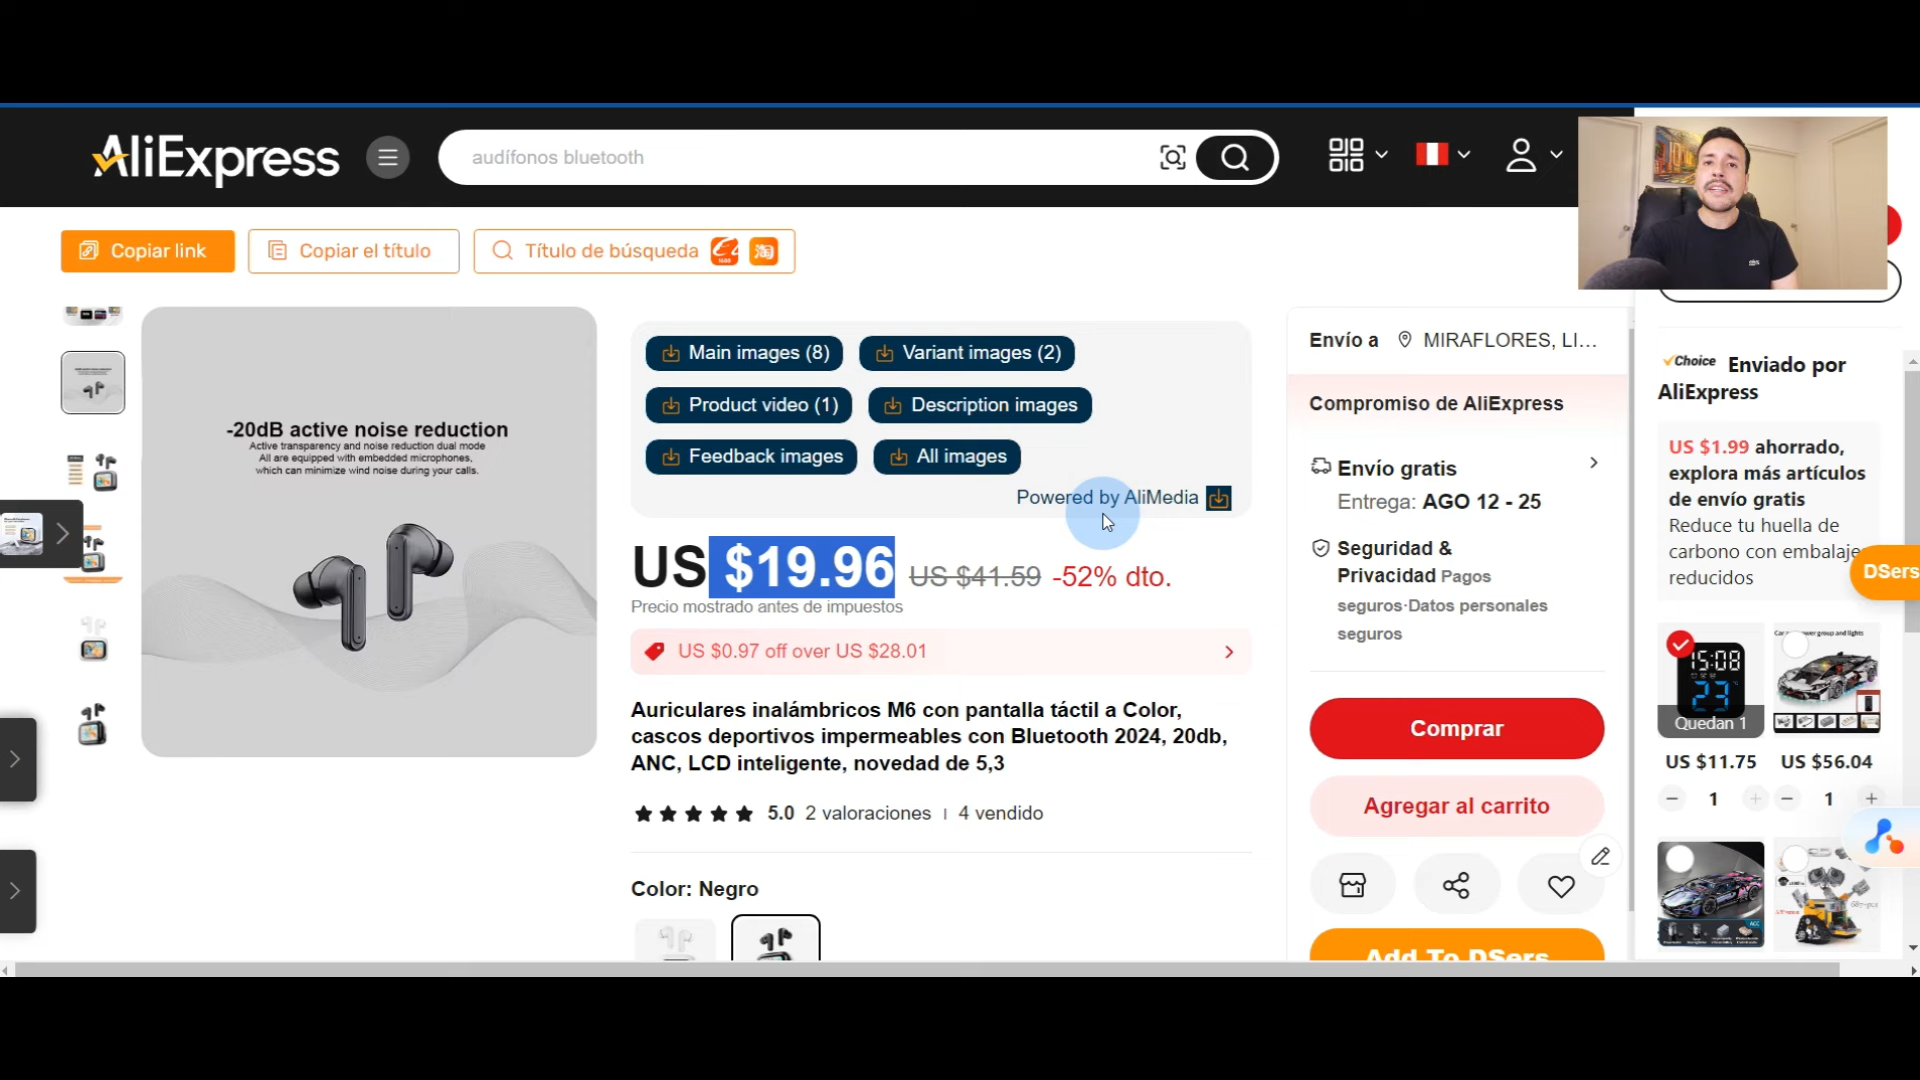 AliExpress
audífonos bluetooth
Copiar link
Copiar el título
Título de búsqueda
-20dB active noise reduction
Active transparency and noise reduction dual mode
All are equipped with embedded microphones,
which can minimize wind noise during your calls.
Main images (8)
Variant images (2)
Product video (1)
Description images
Feedback images
All images
Powered by AliMedia
US $19.96 US $41.59 -52% dto.
Precio mostrado antes de impuestos
US $0.97 off over US $28.01
Auriculares inalámbricos M6 con pantalla táctil a Color,
cascos deportivos impermeables con Bluetooth 2024, 20db,
ANC, LCD inteligente, novedad de 5,3
5.0 2 valoraciones | 4 vendido
Color: Negro
Envío a MIRAFLORES, LI...
Compromiso de AliExpress
Envío gratis
Entrega: AGO 12 - 25
Seguridad &
Privacidad Pagos
seguros·Datos personales
seguros
Comprar
Agregar al carrito
Add To DSers
Choice Enviado por
AliExpress
US $1.99 ahorrado,
explora más artículos
de envío gratis
Reduce tu huella de
carbono con embalaje
reducidos
DSers
15:08
23
Quedan 1
US $11.75
US $56.04
1
1